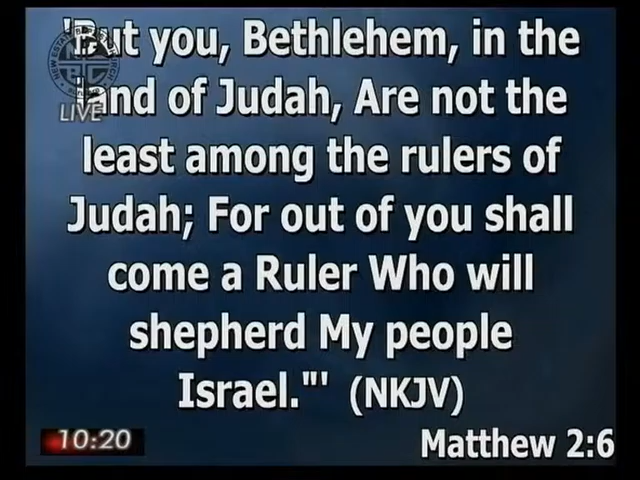 'But you, Bethlehem, in the
land of Judah, Are not the
least among the rulers of
Judah; For out of you shall
come a Ruler Who will
shepherd My people
Israel."' (NKJV)
Matthew 2:6
LIVE
10:20